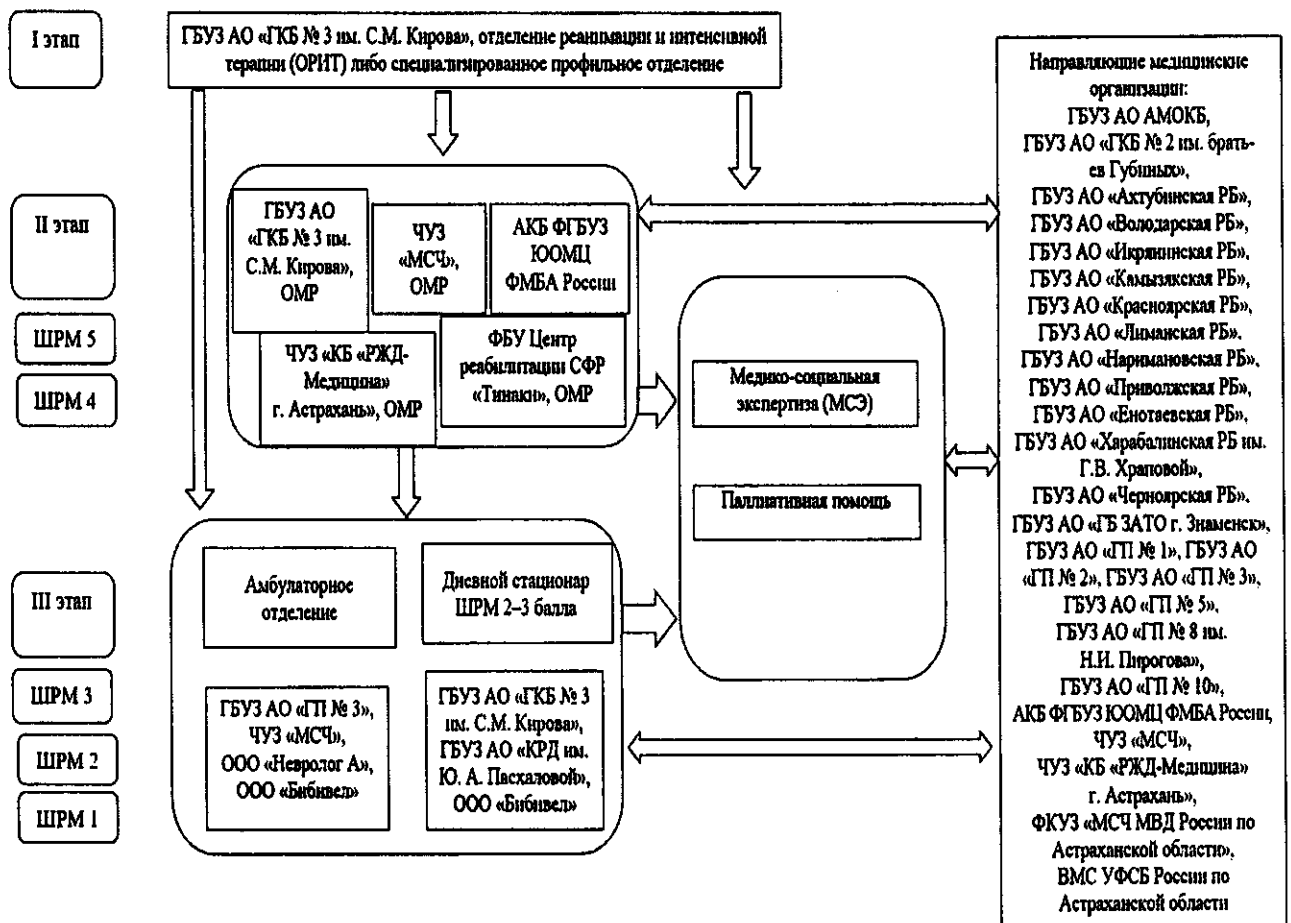 I этап
ГБУЗ АО «ГКБ № 3 им. С.М. Кирова», отделение реанимации и интенсивной
терапии (ОРИТ) либо специализированное профильное отделение
II этап
ШРМ 5
ШРМ 4
ГБУЗ АО
«ГКБ № 3 им.
С.М. Кирова»,
ОМР
ЧУЗ
«МСЧ»,
ОМР
АКБ ФГБУЗ
ЮОМЦ
ФМБА России
ЧУЗ «КБ «РЖД-
Медицина»
г. Астрахань», ОМР
ФБУ Центр
реабилитации СФР
«Тинаки», ОМР
Медико-социальная
экспертиза (МСЭ)
Паллиативная помощь
III этап
ШРМ 3
ШРМ 2
ШРМ 1
Амбулаторное
отделение
Дневной стационар
ШРМ 2–3 балла
ГБУЗ АО «ГП № 3»,
ЧУЗ «МСЧ»,
ООО «Невролог А»,
ООО «Бибивел»
ГБУЗ АО «ГКБ № 3
им. С.М. Кирова»,
ГБУЗ АО «КРД им.
Ю. А. Пасхаловой»,
ООО «Бибивел»
Направляющие медицинские
организации:
ГБУЗ АО АМОКБ,
ГБУЗ АО «ГКБ № 2 им. брать-
ев Губиных»,
ГБУЗ АО «Ахтубинская РБ»,
ГБУЗ АО «Володарская РБ»,
ГБУЗ АО «Икрянинская РБ»,
ГБУЗ АО «Камызякская РБ»,
ГБУЗ АО «Красноярская РБ»,
ГБУЗ АО «Лиманская РБ»,
ГБУЗ АО «Наримановская РБ»,
ГБУЗ АО «Приволжская РБ»,
ГБУЗ АО «Енотаевская РБ»,
ГБУЗ АО «Харабалинская РБ им.
Г.В. Храповой»,
ГБУЗ АО «Черноярская РБ»,
ГБУЗ АО «ГБ ЗАТО г. Знаменск»,
ГБУЗ АО «ГП № 1», ГБУЗ АО
«ГП № 2», ГБУЗ АО «ГП № 3»,
ГБУЗ АО «ГП № 5»,
ГБУЗ АО «ГП № 8 им.
Н.И. Пирогова»,
ГБУЗ АО «ГП № 10»,
АКБ ФГБУЗ ЮОМЦ ФМБА России,
ЧУЗ «МСЧ»,
ЧУЗ «КБ «РЖД-Медицина»
г. Астрахань»,
ФКУЗ «МСЧ МВД России по
Астраханской области»,
ВМС УФСБ России по
Астраханской области